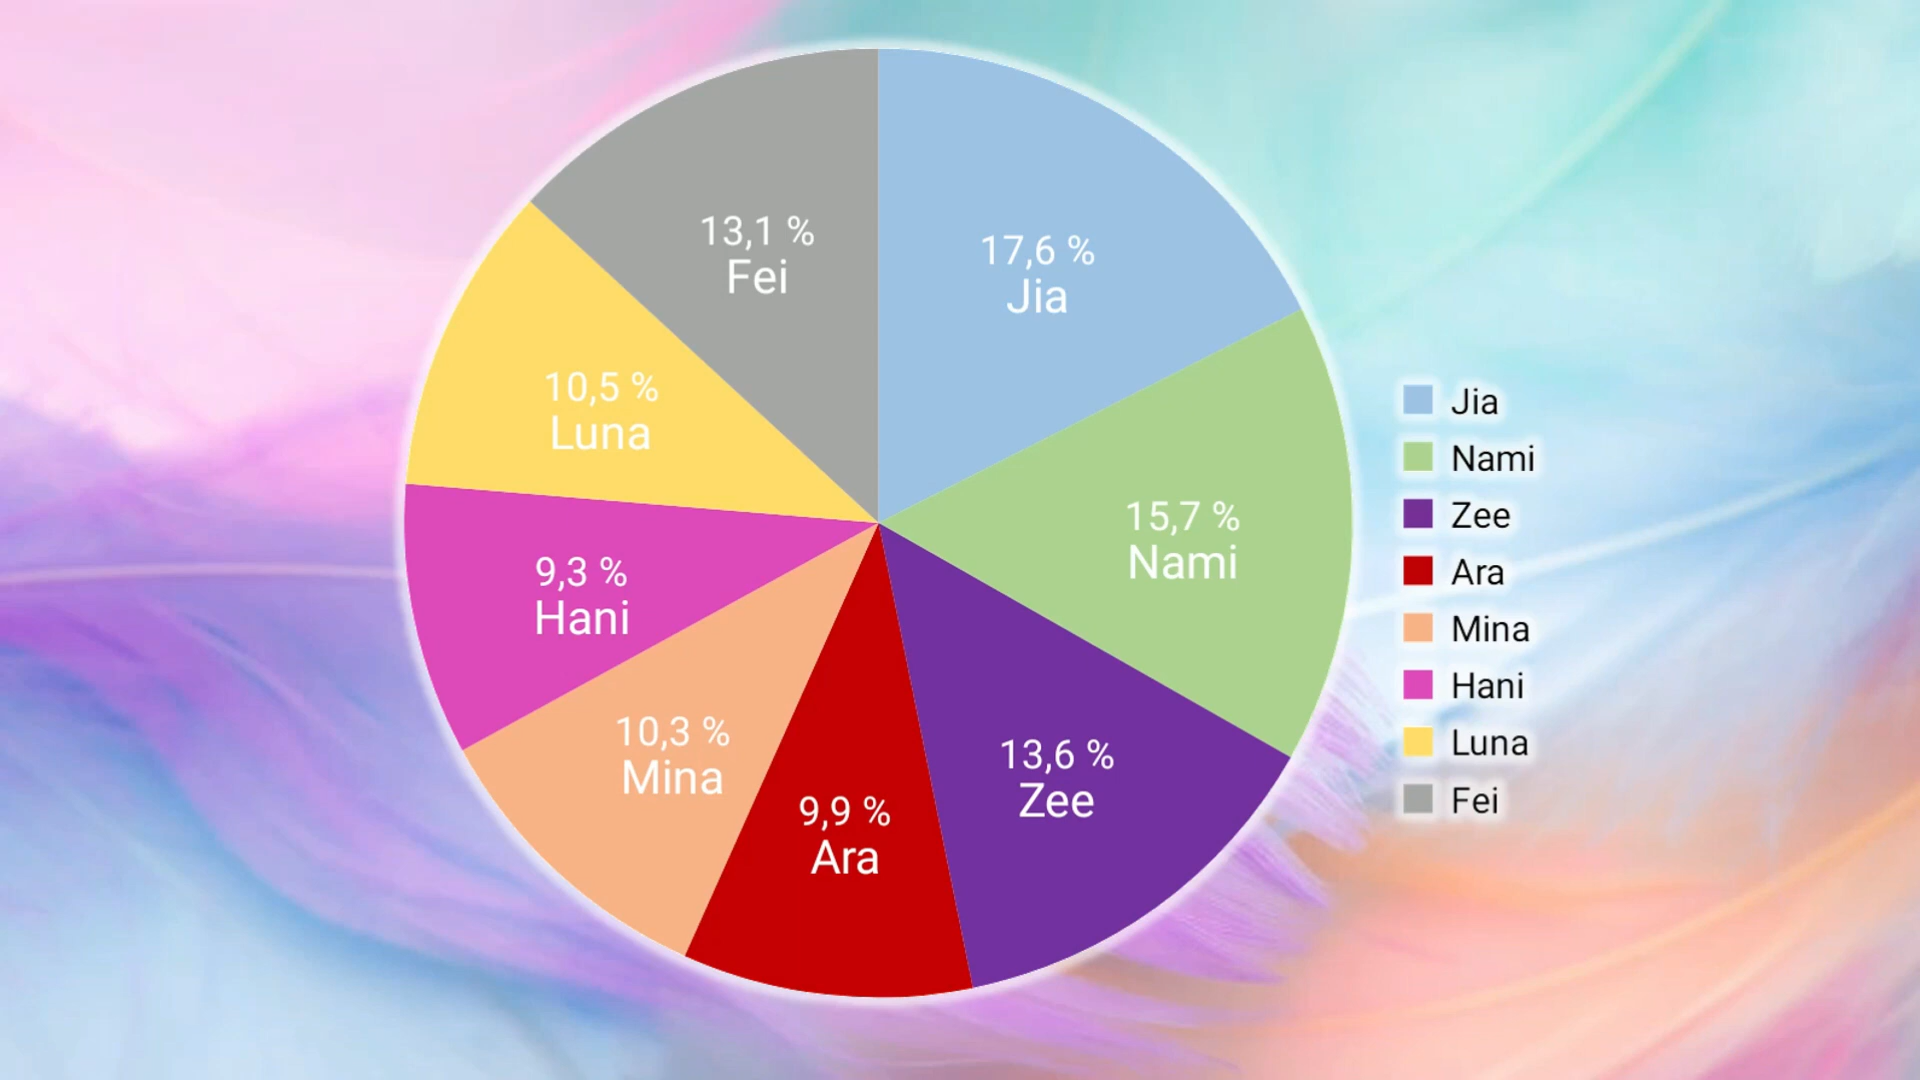 13,1 %
Fei
17,6 %
Jia
10,5 %
Luna
15,7 %
Nami
9,3 %
Hani
10,3 %
Mina
13,6 %
Zee
9,9 %
Ara
Jia
Nami
Zee
Ara
Mina
Hani
Luna
Fei